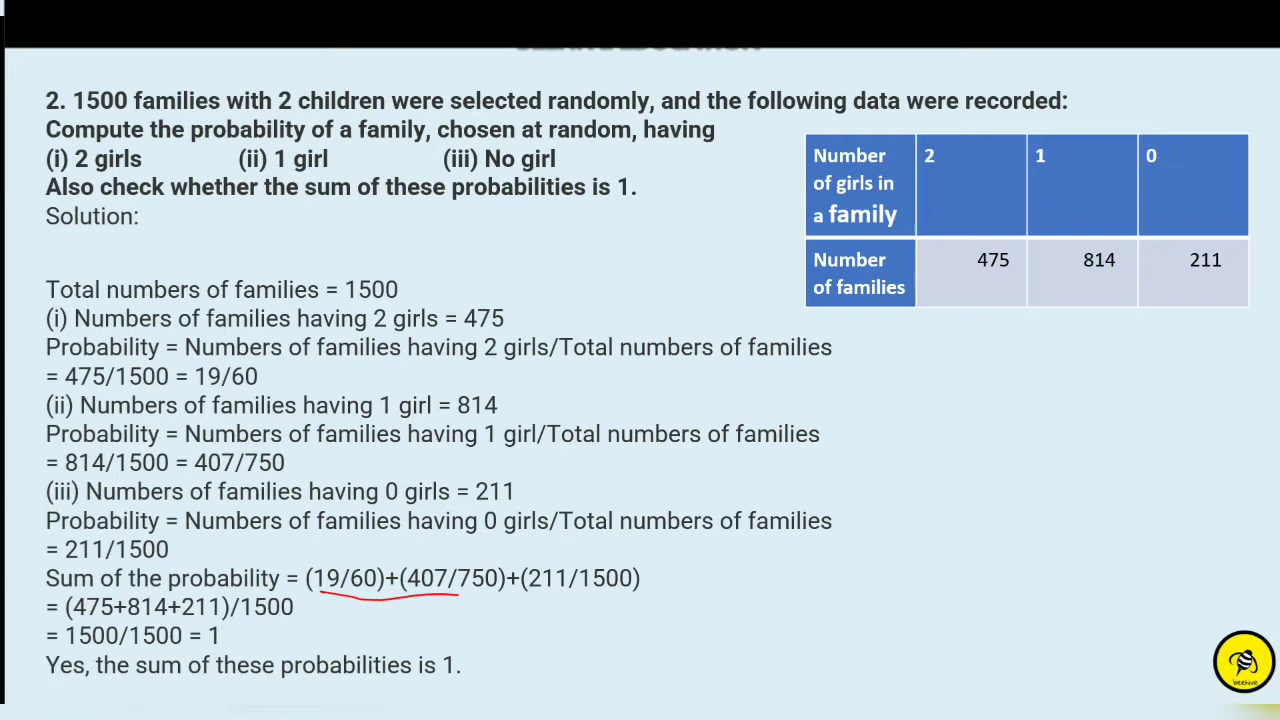 2. 1500 families with 2 children were selected randomly, and the following data were recorded:
Compute the probability of a family, chosen at random, having
(i) 2 girls (ii) 1 girl (iii) No girl
Also check whether the sum of these probabilities is 1.
Solution:
Number 2 1 0
of girls in
a family
Number 475 814 211
of families
Total numbers of families = 1500
(i) Numbers of families having 2 girls = 475
Probability = Numbers of families having 2 girls/Total numbers of families
= 475/1500 = 19/60
(ii) Numbers of families having 1 girl = 814
Probability = Numbers of families having 1 girl/Total numbers of families
= 814/1500 = 407/750
(iii) Numbers of families having 0 girls = 211
Probability = Numbers of families having 0 girls/Total numbers of families
= 211/1500
Sum of the probability = (19/60)+(407/750)+(211/1500)
= (475+814+211)/1500
= 1500/1500 = 1
Yes, the sum of these probabilities is 1.
beehive